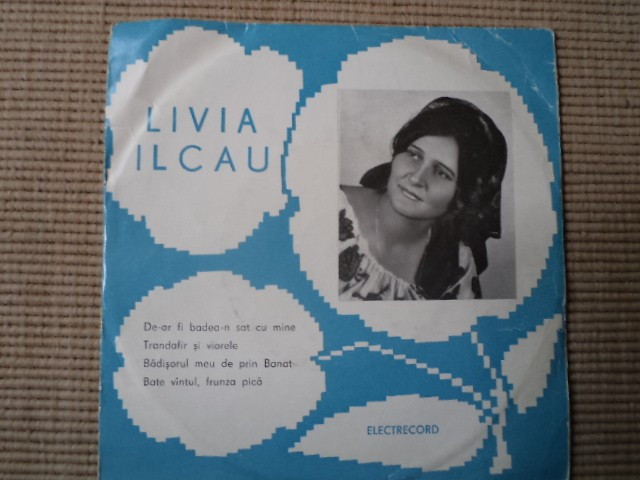 LIVIA
ILCAU
De-ar fi badea-n sat cu mine
Trandafir și viorele
Bădișorul meu de prin Banat
Bate vîntul, frunza pică
ELECTRECORD